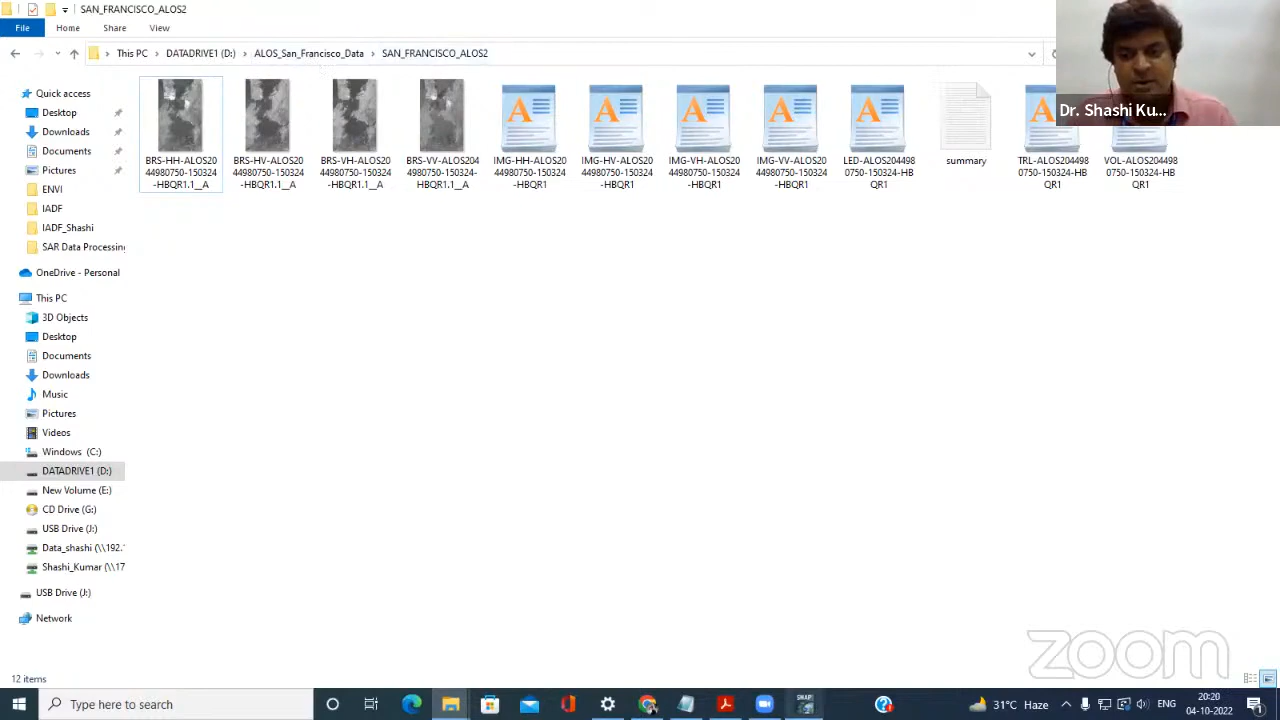 SAN_FRANCISCO_ALOS2
File Home Share View
This PC DATADRIVE1 (D:) ALOS_San_Francisco_Data SAN_FRANCISCO_ALOS2
Dr. Shashi Ku...
Quick access
Desktop
Downloads
Documents
Pictures
ENVI
IADF
IADF_Shashi
SAR Data Processing
OneDrive - Personal
This PC
3D Objects
Desktop
Documents
Downloads
Music
Pictures
Videos
Windows (C:)
DATADRIVE1 (D:)
New Volume (E:)
CD Drive (G:)
USB Drive (J:)
Data_shashi (\\192.1
Shashi_Kumar (\\17
USB Drive (J:)
Network
BRS-HH-ALOS20
44980750-150324
-HBQR1.1__A
BRS-HV-ALOS20
44980750-150324
-HBQR1.1__A
BRS-VH-ALOS20
44980750-150324
-HBQR1.1__A
BRS-VV-ALOS204
4980750-150324
-HBQR1.1__A
IMG-HH-ALOS20
44980750-150324
-HBQR1
IMG-HV-ALOS20
44980750-150324
-HBQR1
IMG-VH-ALOS20
44980750-150324
-HBQR1
IMG-VV-ALOS20
44980750-150324
-HBQR1
LED-ALOS204498
0750-150324-HB
QR1
summary
TRL-ALOS204498
0750-150324-HB
QR1
VOL-ALOS204498
0750-150324-HB
QR1
12 items
zoom
Type here to search
SNAP
31°C Haze
ENG
20:20
04-10-2022
1